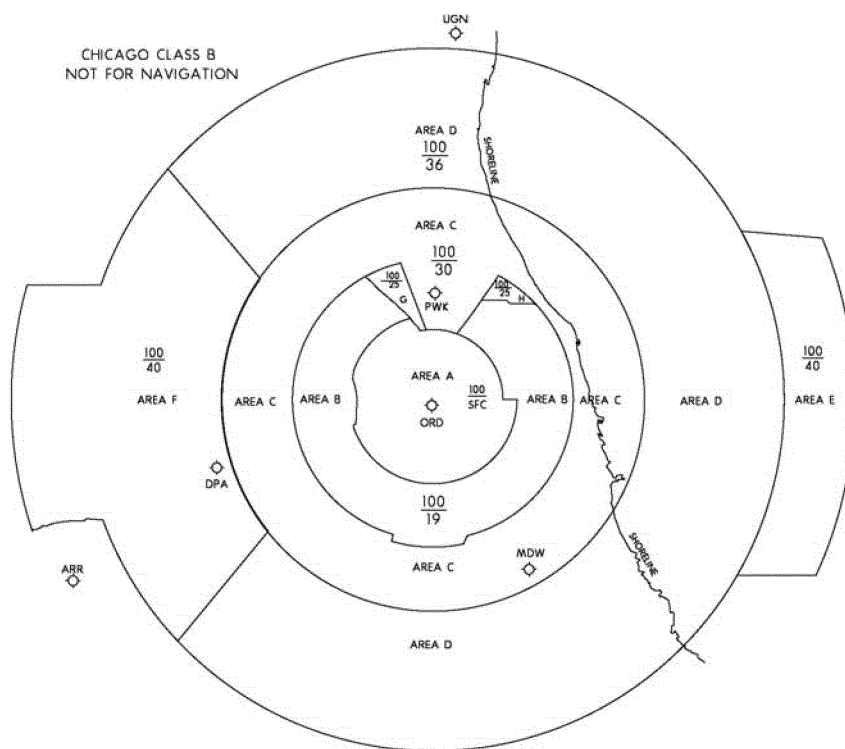 UGN
CHICAGO CLASS B
NOT FOR NAVIGATION
AREA D
100
36
SHORELINE
AREA C
100
30
100
25
G
100
25
H
PWK
100
40
100
40
AREA A
100
SFC
AREA F
AREA C
AREA B
ORD
AREA B
AREA C
AREA D
AREA E
DPA
100
19
MDW
AREA C
ARR
SHORELINE
AREA D